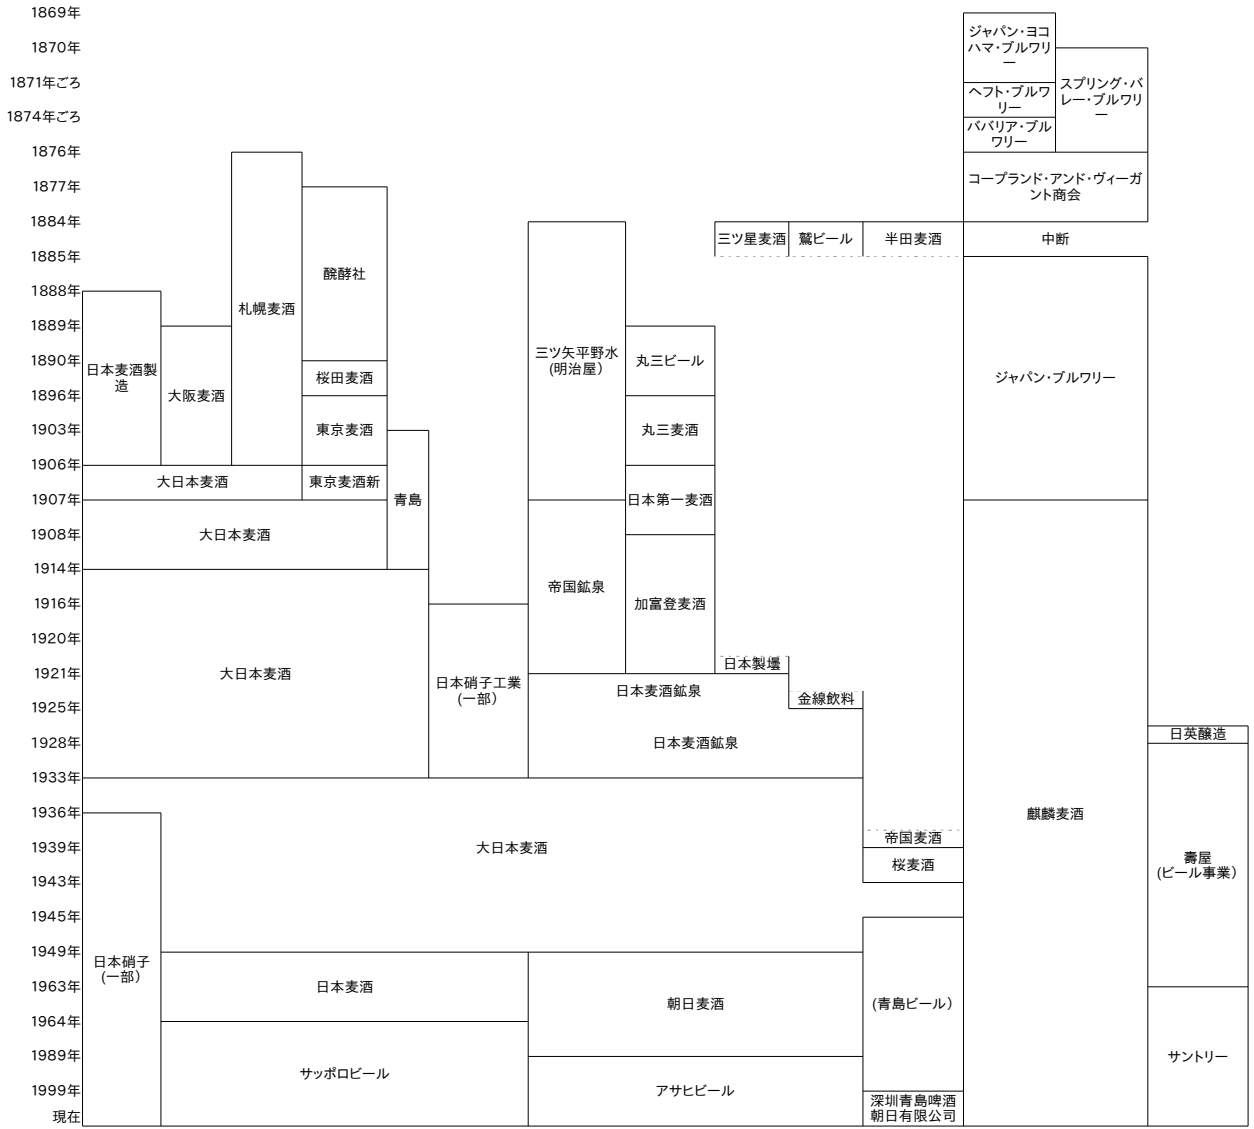 1869年
ジャパン・ヨコ
ハマ・ブルワリ
ー
1870年
スプリング・バ
レー・ブルワリ
ー
1871年ごろ
ヘフト・ブルワ
リー
1874年ごろ
ババリア・ブル
ワリー
1876年
コープランド・アンド・ヴィーガ
ント商会
1877年
1884年
三ツ星麦酒
鷲ビール
半田麦酒
中断
1885年
醗酵社
1888年
札幌麦酒
1889年
三ツ矢平野水
(明治屋)
丸三ビール
1890年
日本麦酒製
造
桜田麦酒
ジャパン・ブルワリー
1896年
大阪麦酒
1903年
東京麦酒
丸三麦酒
1906年
大日本麦酒
東京麦酒新
青島
日本第一麦酒
1907年
1908年
大日本麦酒
1914年
帝国鉱泉
加富登麦酒
1916年
1920年
日本製壜
1921年
大日本麦酒
日本硝子工業
(一部)
日本麦酒鉱泉
金線飲料
1925年
1928年
日本麦酒鉱泉
日英醸造
1933年
1936年
麒麟麦酒
帝国麦酒
1939年
大日本麦酒
桜麦酒
壽屋
(ビール事業)
1943年
1945年
1949年
日本硝子
(一部)
1963年
日本麦酒
朝日麦酒
(青島ビール)
1964年
1989年
サッポロビール
アサヒビール
サントリー
1999年
深圳青島啤酒
朝日有限公司
現在